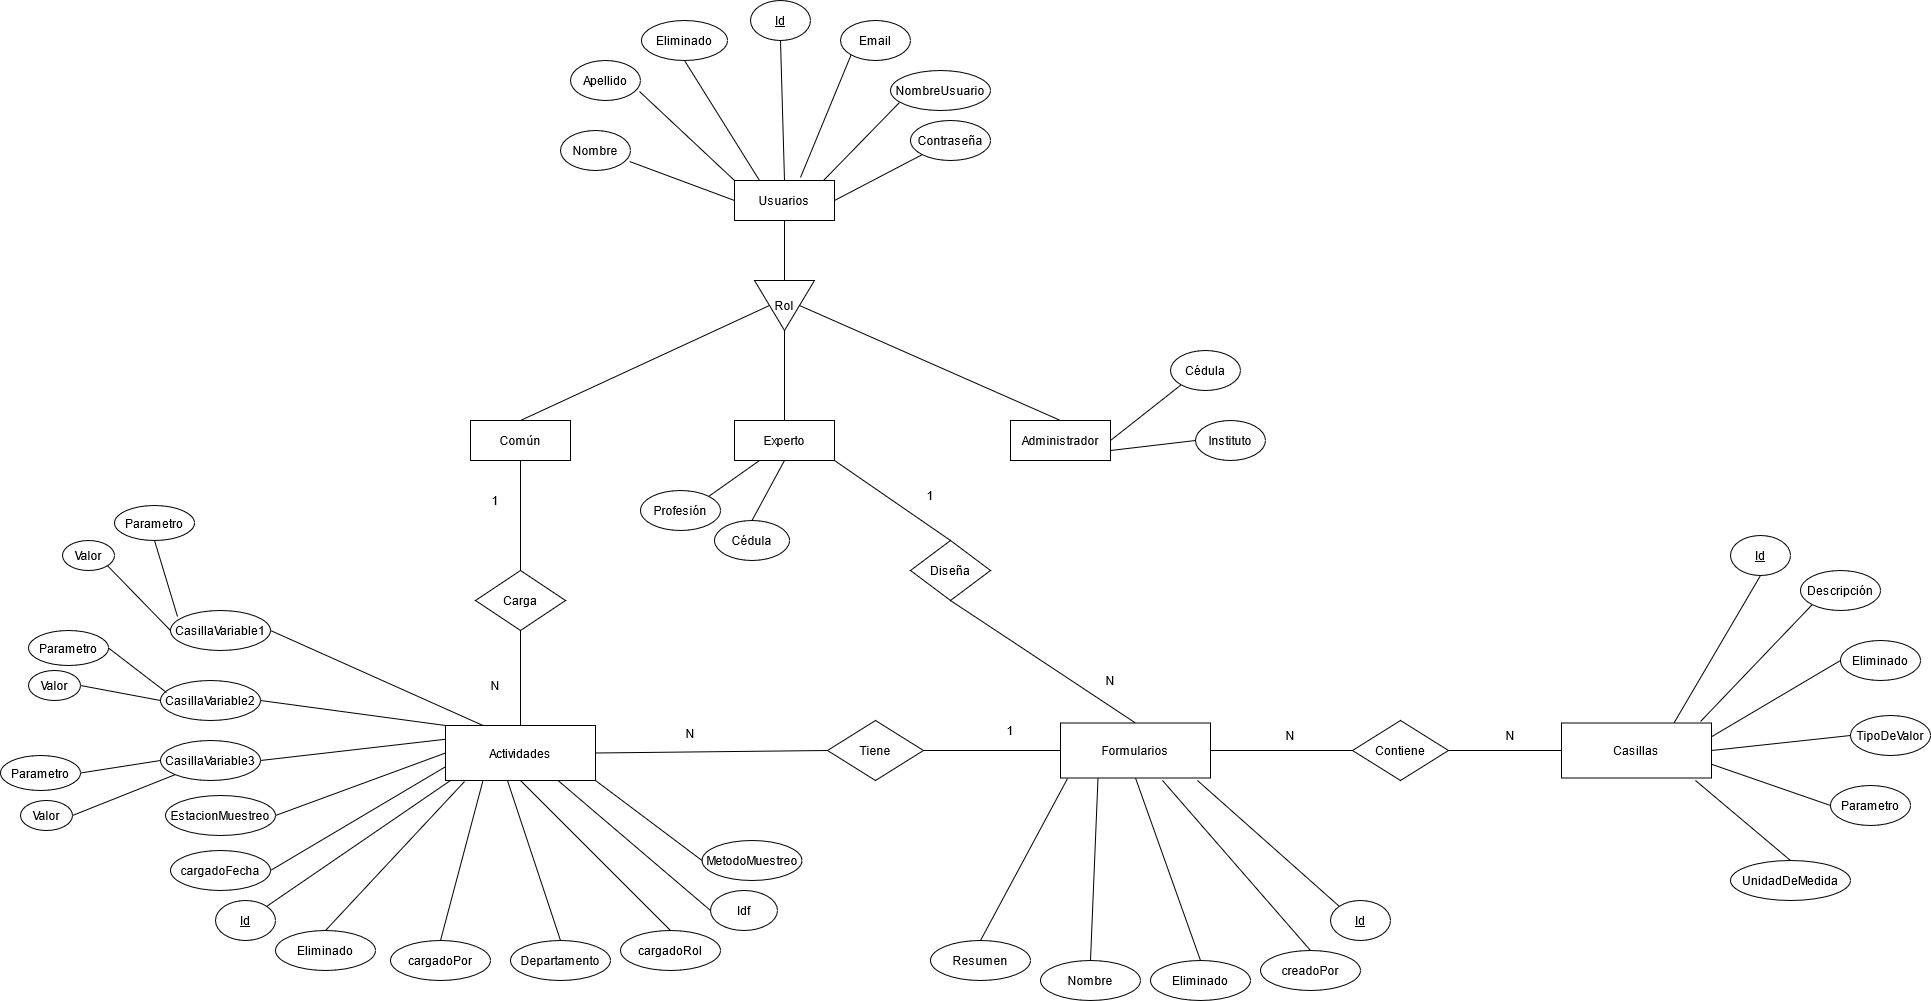 Id
Eliminado
Email
Apellido
NombreUsuario
Nombre
Contraseña
Usuarios
Rol
Cédula
Común
Experto
Administrador
Instituto
1
1
Profesión
Cédula
Parametro
Valor
Id
Diseña
Carga
Descripción
CasillaVariable1
Parametro
Eliminado
Valor
N
N
CasillaVariable2
N
1
N
N
TipoDeValor
Actividades
Tiene
Formularios
Contiene
Casillas
CasillaVariable3
Parametro
Valor
EstacionMuestreo
Parametro
cargadoFecha
MetodoMuestreo
UnidadDeMedida
Id
Idf
Id
Eliminado
cargadoPor
Departamento
cargadoRol
Resumen
Nombre
Eliminado
creadoPor